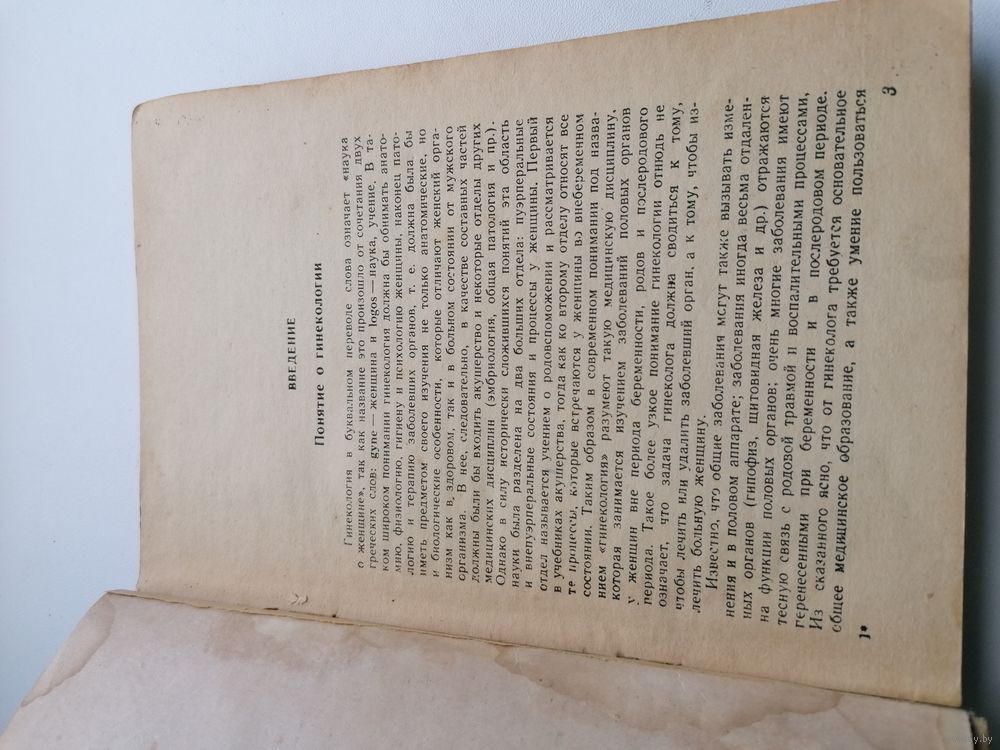 ВВЕДЕНИЕ
Понятие о гинекологии
Гинекология в буквальном переводе слова означает «наука
о женщине», так как название это произошло от сочетания двух
греческих слов: gyne — женщина и logos — наука, учение. В та-
ком широком понимании гинекология должна бы обнимать анато-
мию, физиологию, гигиену и психологию женщины, наконец пато-
логию и терапию заболевших органов, т. е. должна была бы
иметь предметом своего изучения не только анатомические, но
и биологические особенности, которые отличают женский орга-
низм как в здоровом, так и в больном состоянии от мужского
организма. В нее, следовательно, в качестве составных частей
должны были бы входить акушерство и некоторые отделы других
медицинских дисциплин (эмбриология, общая патология и пр.).
Однако в силу исторически сложившихся понятий эта область
науки была разделена на два больших отдела: пуэрперальные
и внепуэрперальные состояния и процессы у женщины. Первый
отдел называется учением о родовспоможении и рассматривается
в учебниках акушерства, тогда как ко второму отделу относят все
те процессы, которые встречаются у женщины во внебеременном
состоянии. Таким образом в современном понимании под назва-
нием «гинекология» разумеют такую медицинскую дисциплину,
которая занимается изучением заболеваний половых органов
у женщин вне периода беременности, родов и послеродового
периода. Такое более узкое понимание гинекологии отнюдь не
означает, что задача гинеколога должна сводиться к тому,
чтобы лечить или удалить заболевший орган, а к тому, чтобы из-
лечить больную женщину.
Известно, что общие заболевания могут также вызывать изме-
нения и в половом аппарате; заболевания иногда весьма отдален-
ных органов (гипофиз, щитовидная железа и др.) отражаются
на функции половых органов; очень многие заболевания имеют
тесную связь с родовой травмой и воспалительными процессами,
перенесенными при беременности и в послеродовом периоде.
Из сказанного ясно, что от гинеколога требуется основательное
общее медицинское образование, а также умение пользоваться
1*
3